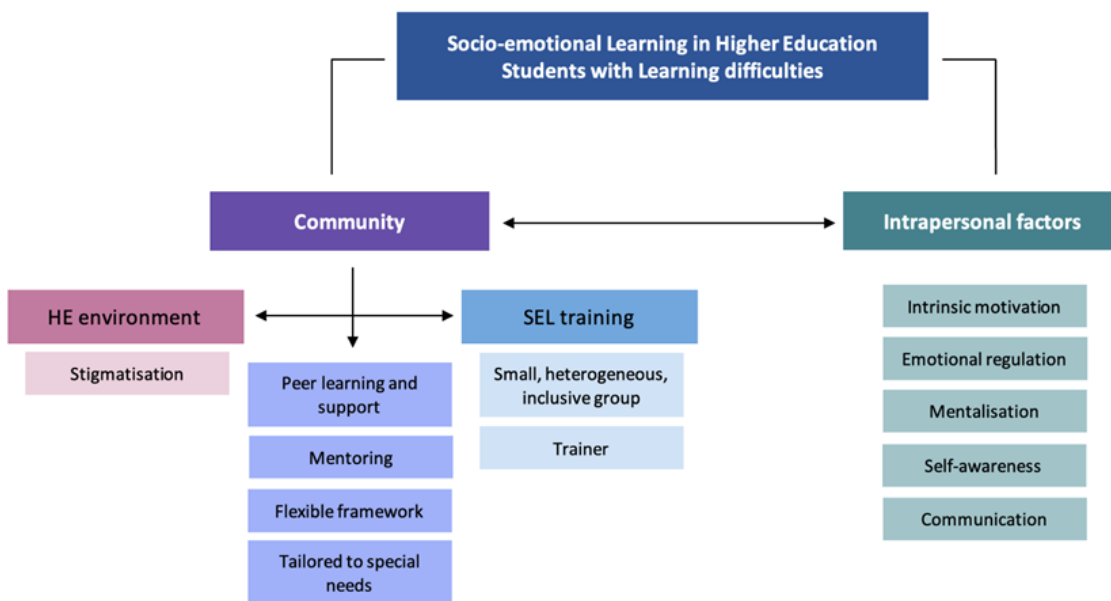 Socio-emotional Learning in Higher Education
Students with Learning difficulties
Community
Intrapersonal factors
HE environment
Stigmatisation
Peer learning and
support
Mentoring
Flexible framework
Tailored to special
needs
SEL training
Small, heterogeneous,
inclusive group
Trainer
Intrinsic motivation
Emotional regulation
Mentalisation
Self-awareness
Communication